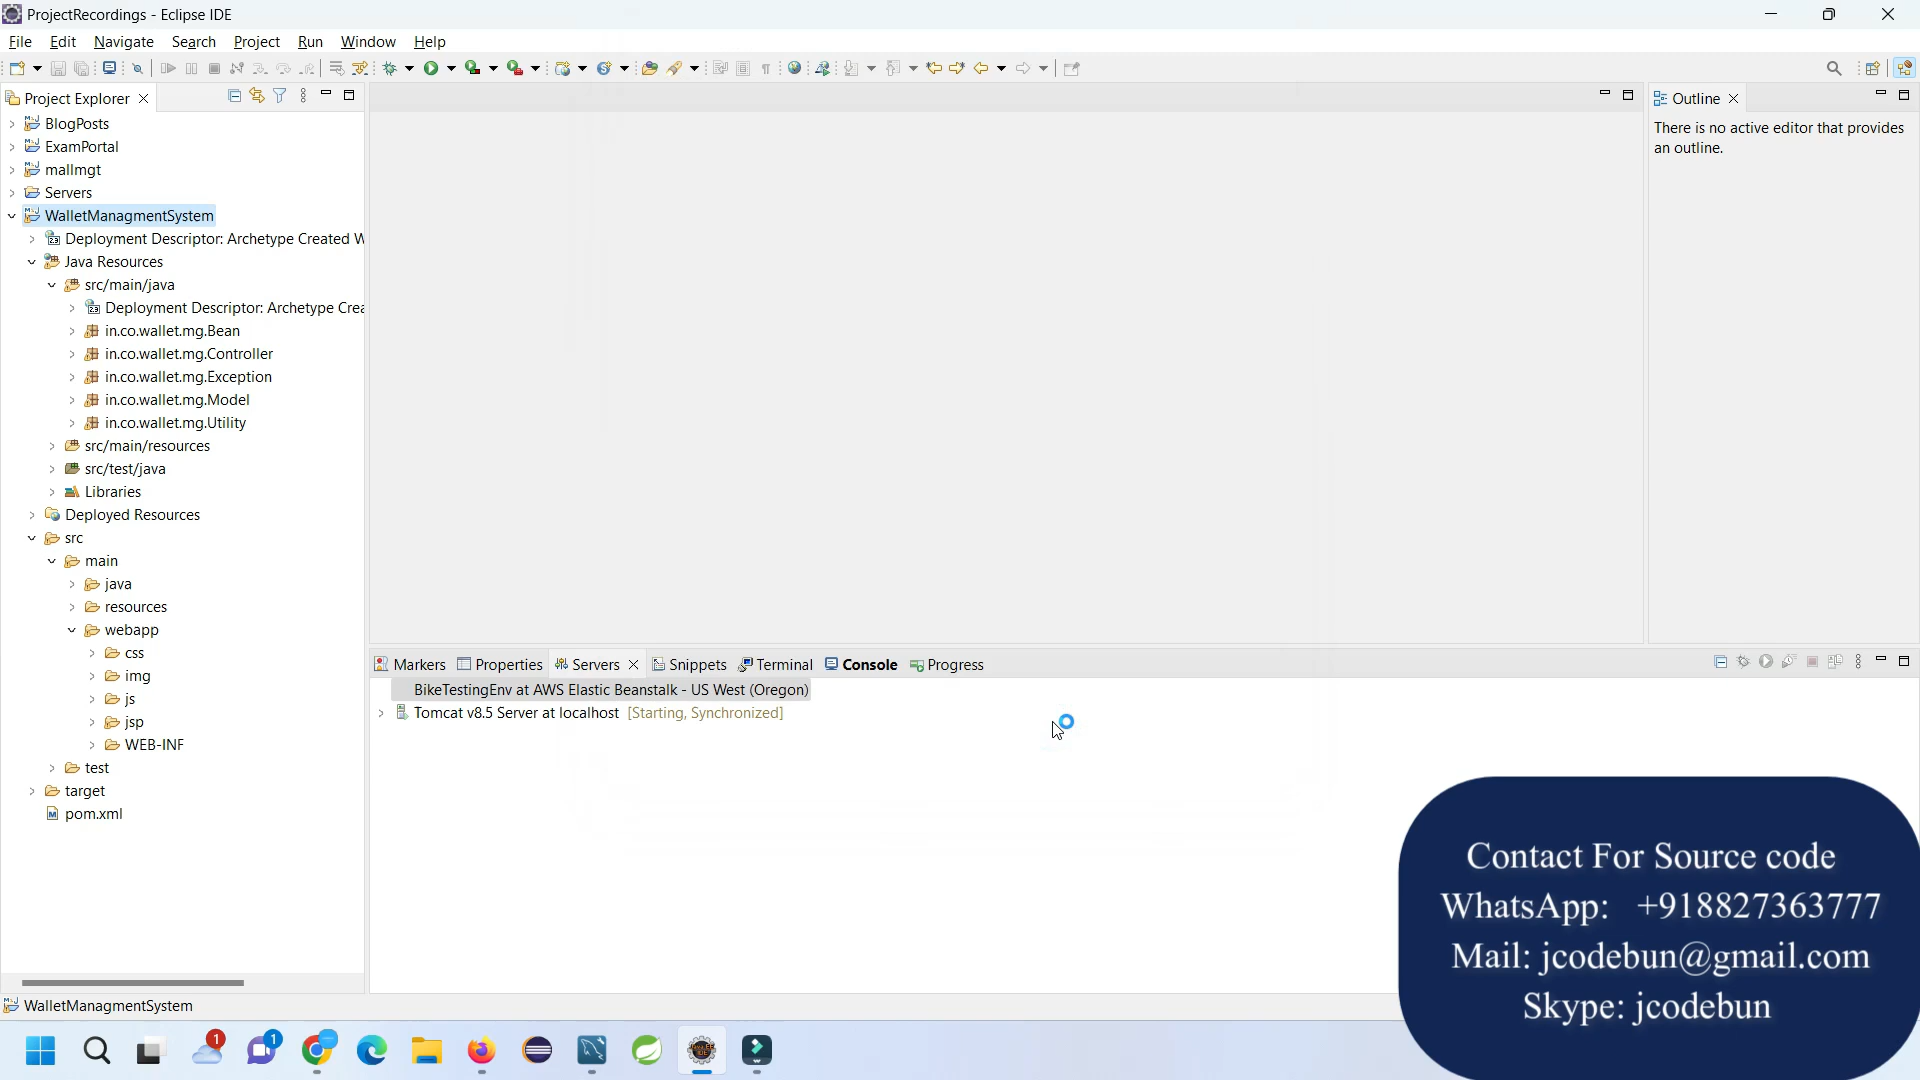 ProjectRecordings - Eclipse IDE
File Edit Navigate Search Project Run Window Help
Project Explorer
BlogPosts
ExamPortal
mallmgt
Servers
WalletManagmentSystem
Deployment Descriptor: Archetype Created W
Java Resources
src/main/java
Deployment Descriptor: Archetype Crea
in.co.wallet.mg.Bean
in.co.wallet.mg.Controller
in.co.wallet.mg.Exception
in.co.wallet.mg.Model
in.co.wallet.mg.Utility
src/main/resources
src/test/java
Libraries
Deployed Resources
src
main
java
resources
webapp
css
img
js
jsp
WEB-INF
test
target
pom.xml
Outline
There is no active editor that provides
an outline.
Markers Properties Servers Snippets Terminal Console Progress
BikeTestingEnv at AWS Elastic Beanstalk - US West (Oregon)
Tomcat v8.5 Server at localhost [Starting, Synchronized]
WalletManagmentSystem
Contact For Source code
WhatsApp: +918827363777
Mail: jcodebun@gmail.com
Skype: jcodebun
1
1